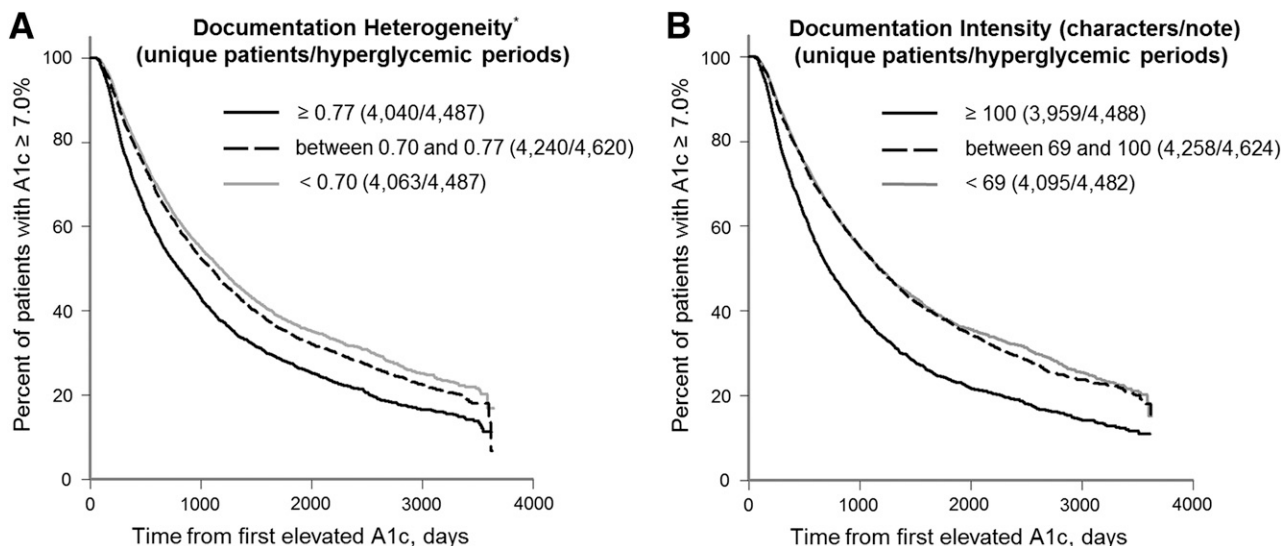 A
Documentation Heterogeneity*
(unique patients/hyperglycemic periods)
≥ 0.77 (4,040/4,487)
between 0.70 and 0.77 (4,240/4,620)
< 0.70 (4,063/4,487)
Percent of patients with A1c ≥ 7.0%
100
80
60
40
20
0
0 1000 2000 3000 4000
Time from first elevated A1c, days
B
Documentation Intensity (characters/note)
(unique patients/hyperglycemic periods)
≥ 100 (3,959/4,488)
between 69 and 100 (4,258/4,624)
< 69 (4,095/4,482)
Percent of patients with A1c ≥ 7.0%
100
80
60
40
20
0
0 1000 2000 3000 4000
Time from first elevated A1c, days